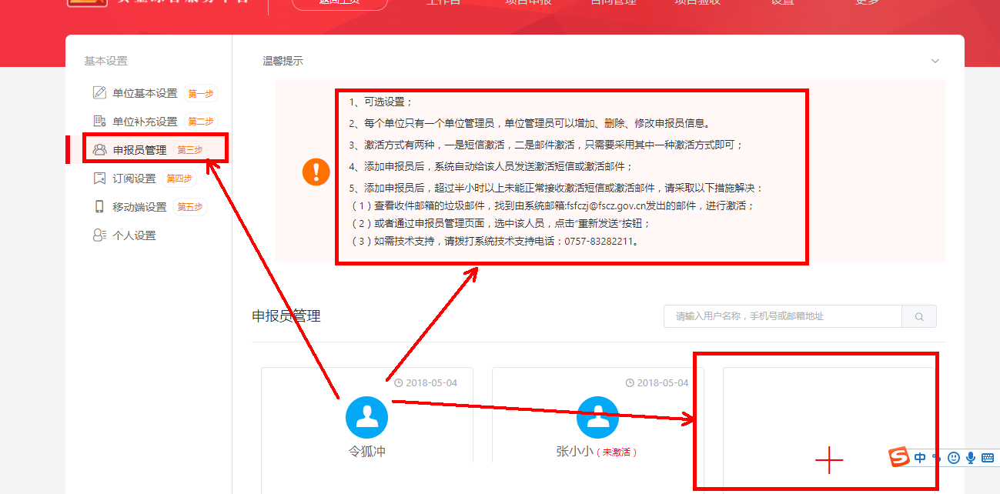 返回主页
工作台
项目申报
合同管理
项目验收
设置
更多
基本设置
单位基本设置 第一步
单位补充设置 第二步
申报员管理 第三步
订阅设置 第四步
移动端设置 第五步
个人设置
温馨提示
1、可选设置；
2、每个单位只有一个单位管理员，单位管理员可以增加、删除、修改申报员信息。
3、激活方式有两种，一是短信激活，二是邮件激活，只需要采用其中一种激活方式即可；
4、添加申报员后，系统自动给该人员发送激活短信或激活邮件；
5、添加申报员后，超过半小时以上未能正常接收激活短信或激活邮件，请采取以下措施解决：
（1）查看收件邮箱的垃圾邮件，找到由系统邮箱:fsfczj@fscz.gov.cn发出的邮件，进行激活；
（2）或者通过申报员管理页面，选中该人员，点击"重新发送"按钮；
（3）如需技术支持，请拨打系统技术支持电话：0757-83282211。
申报员管理
请输入用户名称，手机号或邮箱地址
2018-05-04
令狐冲
2018-05-04
张小小（未激活）
S 中